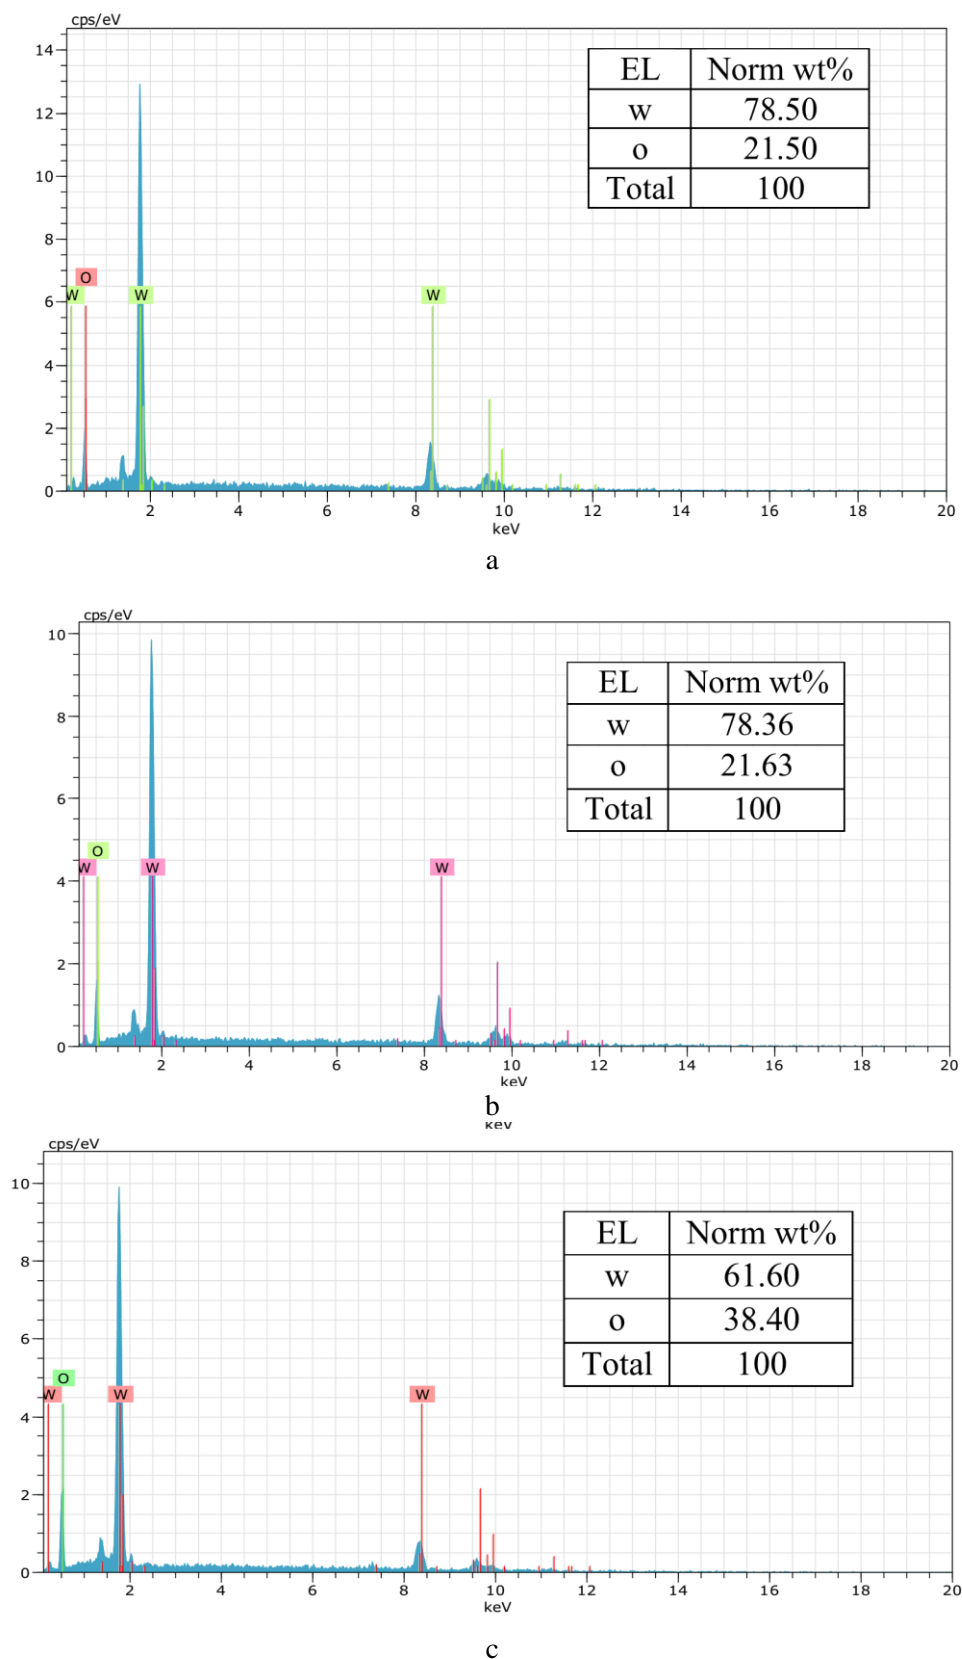 cps/eV
14
EL Norm wt%
w 78.50
12
o 21.50
10
Total 100
8
O
W W W
6
4
2
0
2 4 6 8 10 12 14 16 18 20
keV
a
cps/eV
10
EL Norm wt%
w 78.36
8
o 21.63
Total 100
6
O
W W W
4
2
0
2 4 6 8 10 12 14 16 18 20
keV
b
keV
cps/eV
10
EL Norm wt%
w 61.60
8
o 38.40
Total 100
6
O
W W W
4
2
0
2 4 6 8 10 12 14 16 18 20
keV
c